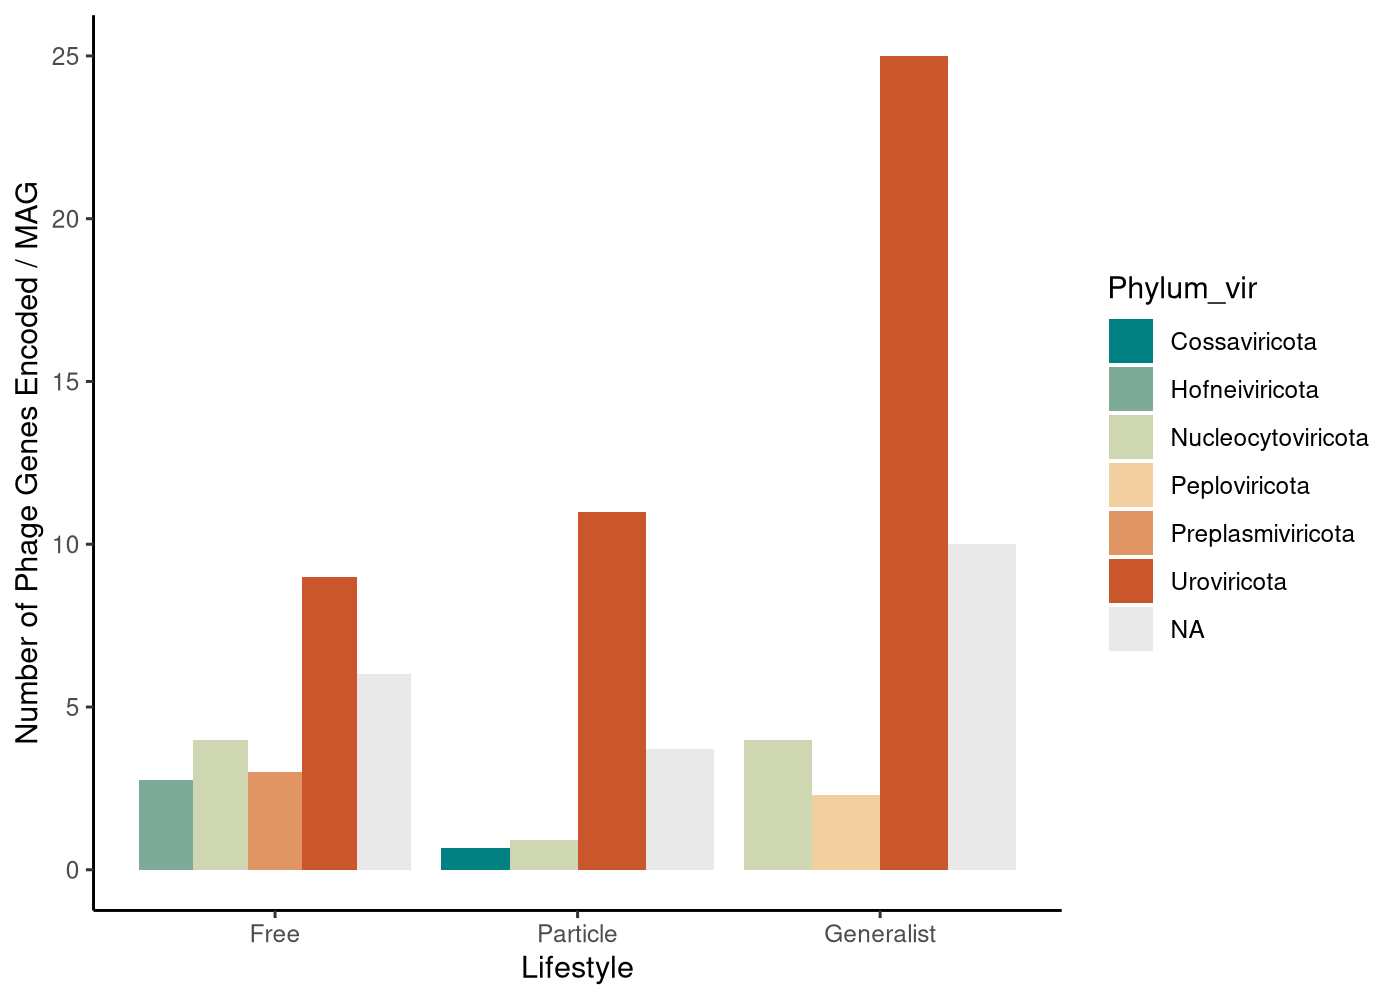 Number of Phage Genes Encoded / MAG
25
20
15
10
5
0
Free
Particle
Generalist
Lifestyle
Phylum_vir
Cossaviricota
Hofneiviricota
Nucleocytoviricota
Peploviricota
Preplasmiviricota
Uroviricota
NA